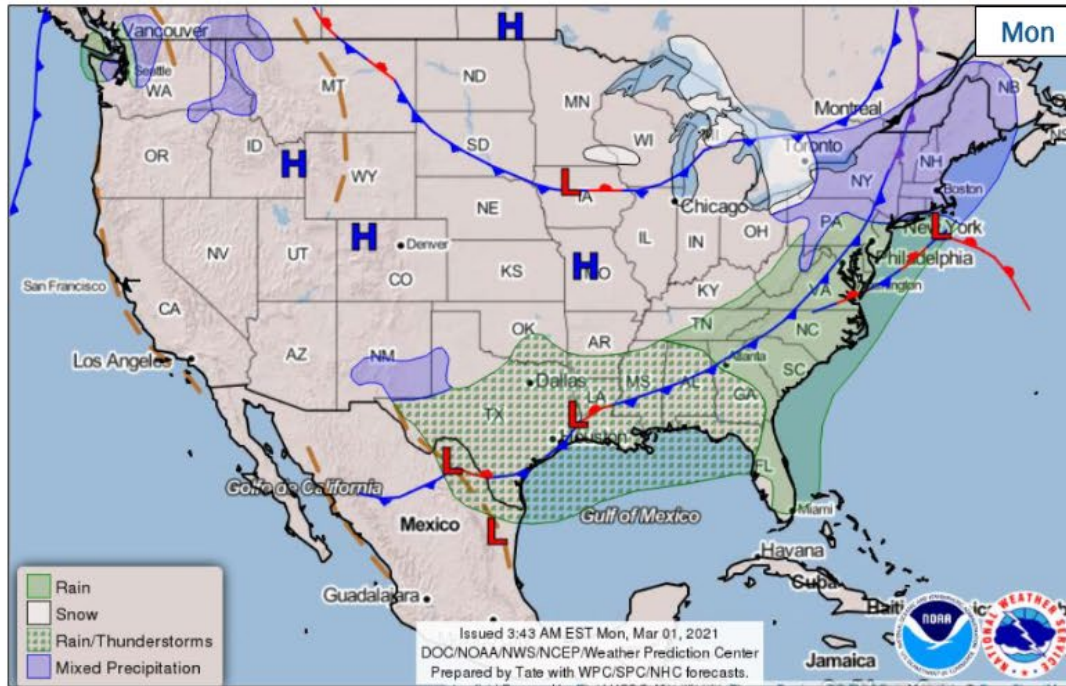 Mon
Vancouver
Seattle
WA
MT
ND
MN
Montreal
NB
OR
ID
WY
SD
WI
Toronto
NY
NH
Boston
H
H
H
H
L
IA
NE
Chicago
PA
New York
L
Philadelphia
NV
UT
Denver
CO
KS
IL
IN
OH
KY
VA
San Francisco
CA
Los Angeles
AZ
NM
OK
AR
TN
NC
SC
Atlanta
Dallas
TX
LA
MS
AL
GA
L
Houston
L
FL
Golfo de California
Mexico
L
Gulf of Mexico
Miami
Havana
Cuba
Guadalajara
Jamaica
Rain
Snow
Rain/Thunderstorms
Mixed Precipitation
Issued 3:43 AM EST Mon, Mar 01, 2021
DOC/NOAA/NWS/NCEP/Weather Prediction Center
Prepared by Tate with WPC/SPC/NHC forecasts.
NOAA
NATIONAL WEATHER
SERVICE